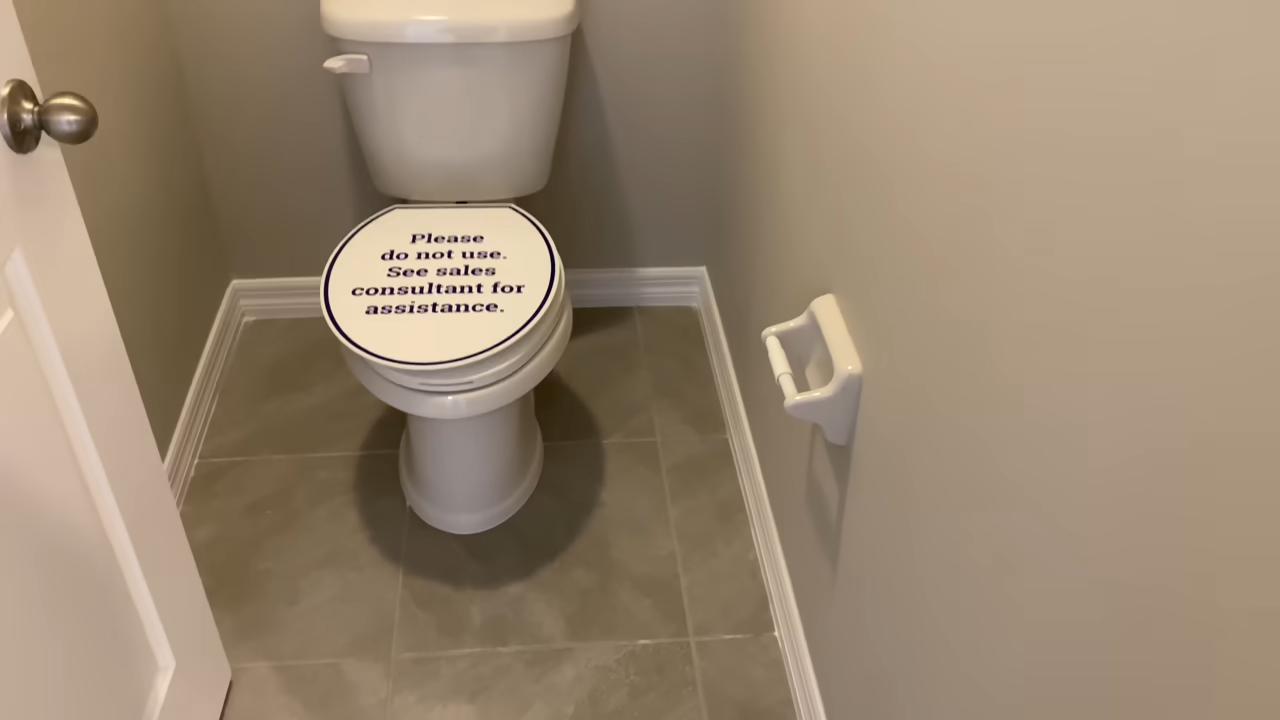 Please
do not use.
See sales
consultant for
assistance.